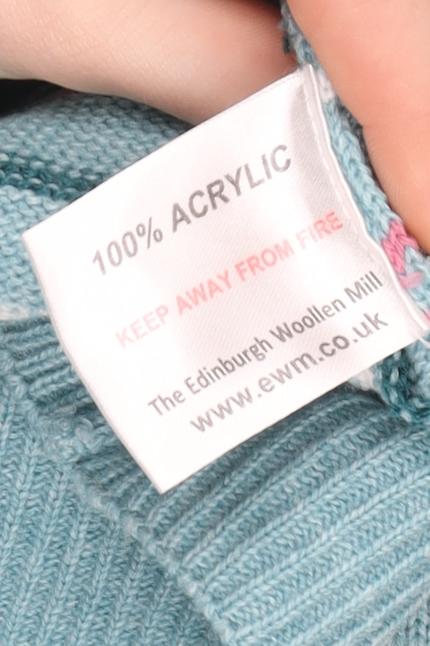 100% ACRYLIC
KEEP AWAY FROM FIRE
The Edinburgh Woollen Mill
www.ewm.co.uk